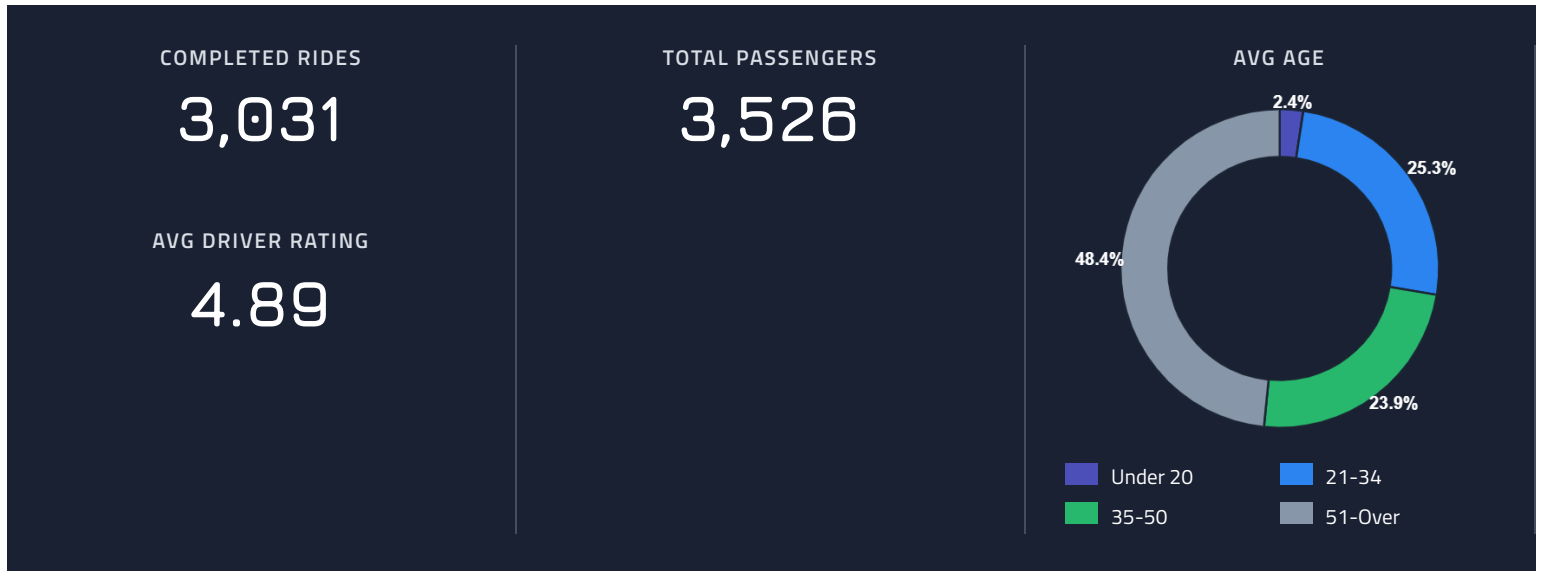 COMPLETED RIDES
3,031
AVG DRIVER RATING
4.89
TOTAL PASSENGERS
3,526
AVG AGE
2.4%
25.3%
48.4%
23.9%
Under 20
21-34
35-50
51-Over